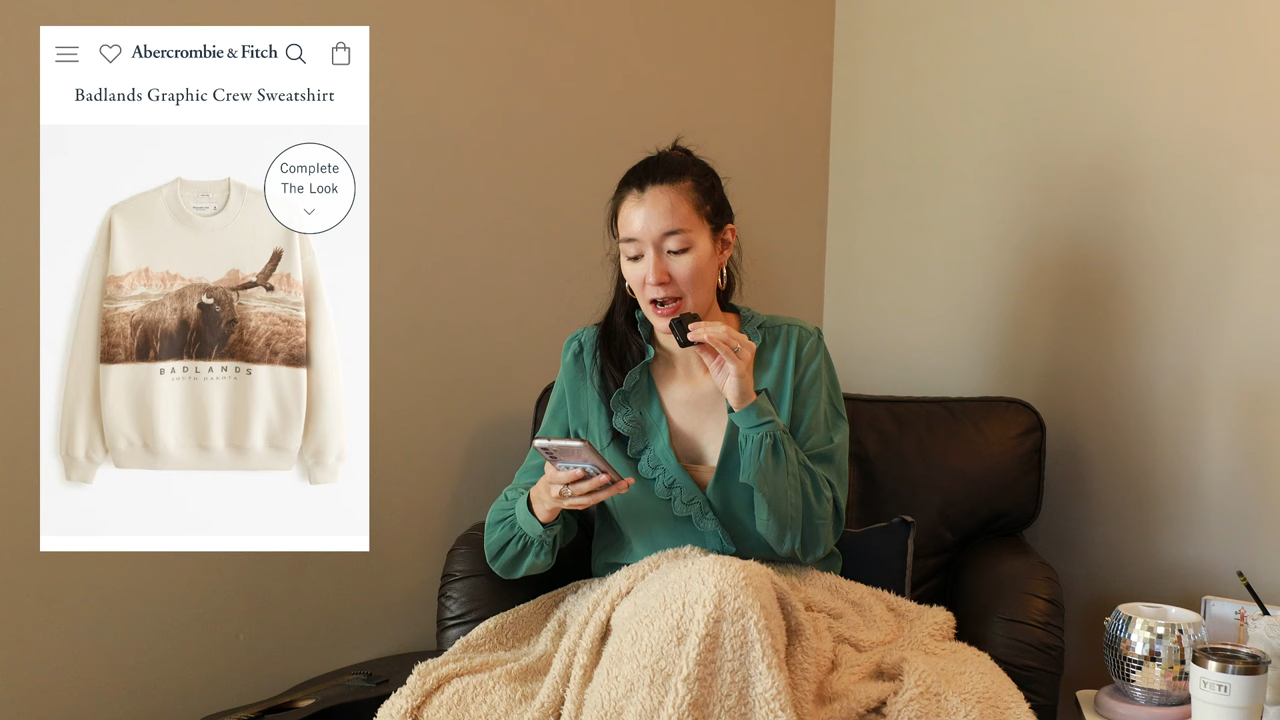 Abercrombie & Fitch
Badlands Graphic Crew Sweatshirt
Complete
The Look
BADLANDS
SOUTH DAKOTA
YETI